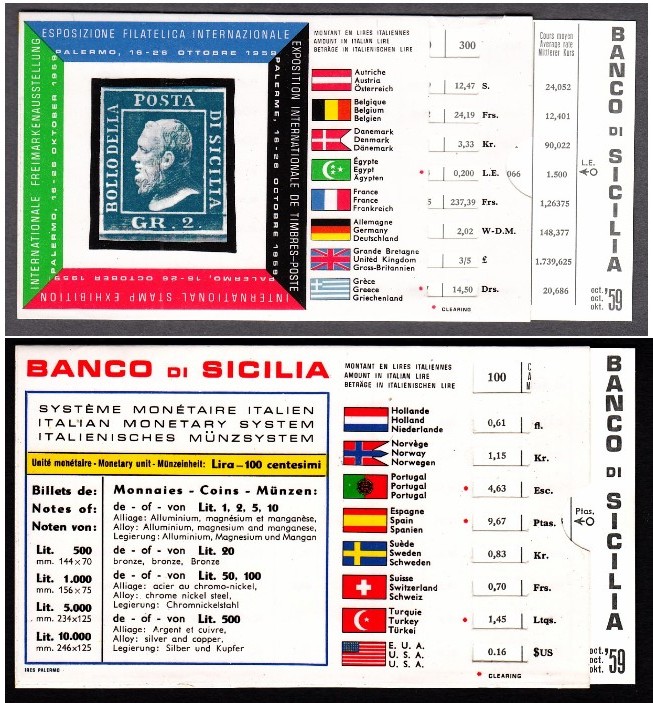 ESPOSIZIONE FILATELICA INTERNAZIONALE
PALERMO, 16-26 OTTOBRE 1959
INTERNATIONALE FREIMARKENAUSSTELLUNG
PALERMO, 16-26 OKTOBER 1959
EXPOSITION INTERNATIONALE DE TIMBRES-POSTE
PALERME, 16-26 OCTOBRE 1959
INTERNATIONAL STAMP EXHIBITION
PALERMO, 16-26 OCTOBER 1959
POSTA
BOLLO DELLA
DI SICILIA
GR. 2.
MONTANT EN LIRES ITALIENNES
AMOUNT IN ITALIAN LIRE
BETRÄGE IN ITALIENISCHEN LIRE
300
Cours moyen
Average rate
Mittlerer Kurs
Autriche
Austria
Österreich
12,47 S.
24,052
Belgique
Belgium
Belgien
24,19 Frs.
12,401
Danemark
Denmark
Dänemark
3,33 Kr.
90,022
Égypte
Egypt
Ägypten
0,200 L.E. 066
1.500
L.E.
France
France
Frankreich
237,39 Frs.
1,26375
Allemagne
Germany
Deutschland
2,02 W-D.M.
148,377
Grande Bretagne
United Kingdom
Gross-Britannien
3/5 £
1.739,625
Grèce
Greece
Griechenland
14,50 Drs.
20,686
CLEARING
BANCO DI SICILIA
oct.
oct.
okt.
'59
BANCO DI SICILIA
SYSTÈME MONÉTAIRE ITALIEN
ITALIAN MONETARY SYSTEM
ITALIENISCHES MÜNZSYSTEM
Unité monétaire - Monetary unit - Münzeinheit: Lira = 100 centesimi
Billets de:
Notes of:
Noten von:
Lit. 500
mm. 144×70
Lit. 1.000
mm. 156×75
Lit. 5.000
mm. 234×125
Lit. 10.000
mm. 246×125
Monnaies - Coins - Münzen:
de - of - von Lit. 1, 2, 5, 10
Alliage: Alluminium, magnésium et manganèse,
Alloy: Alluminium, magnesium and manganese,
Legierung: Alluminium, Magnesium und Mangan
de - of - von Lit. 20
bronze, bronze, Bronze
de - of - von Lit. 50, 100
Alliage: acier au chromo-nickel,
Alloy: chrome nickel steel,
Legierung: Chromnickelstahl
de - of - von Lit. 500
Alliage: Argent et cuivre,
Alloy: silver and copper,
Legierung: Silber und Kupfer
IRES PALERMO
MONTANT EN LIRES ITALIENNES
AMOUNT IN ITALIAN LIRE
BETRÄGE IN ITALIENISCHEN LIRE
100
Hollande
Holland
Niederlande
0,61 fl.
Norvège
Norway
Norwegen
1,15 Kr.
Portugal
Portugal
Portugal
4,63 Esc.
Espagne
Spain
Spanien
9,67 Ptas.
Ptas.
Suède
Sweden
Schweden
0,83 Kr.
Suisse
Switzerland
Schweiz
0,70 Frs.
Turquie
Turkey
Türkei
1,45 Ltqs.
E. U. A.
U. S. A.
U. S. A.
0.16 $US
CLEARING
BANCO DI SICILIA
oct.
oct.
okt.
'59